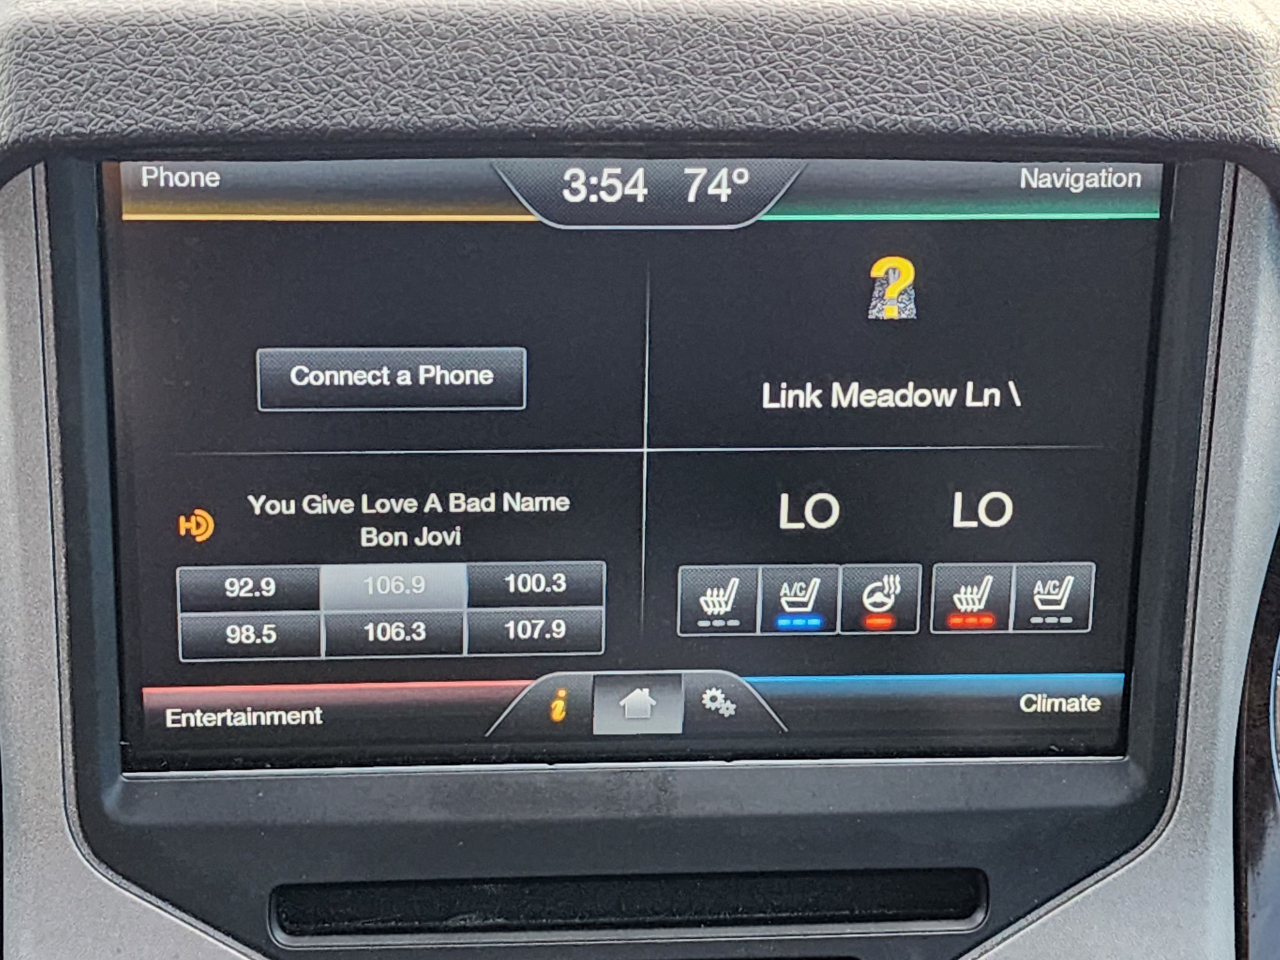 Phone
3:54 74°
Navigation
?
Connect a Phone
Link Meadow Ln \
HD
You Give Love A Bad Name
Bon Jovi
92.9 106.9 100.3
98.5 106.3 107.9
LO LO
A/C A/C
Entertainment
i
Climate